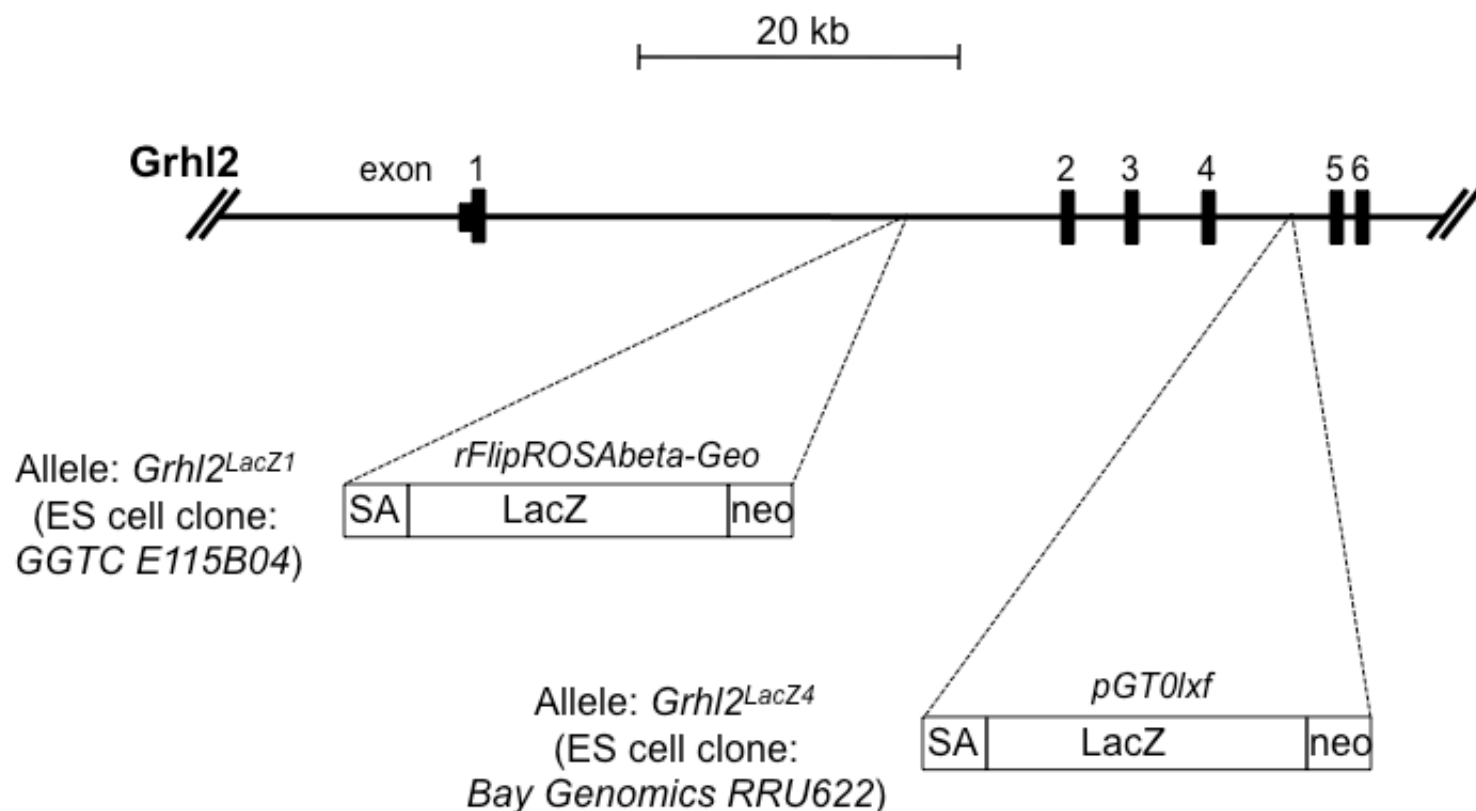 20 kb
Grhl2
exon 1 2 3 4 5 6
rFlipROSAbeta-Geo
Allele: Grhl2LacZ1
(ES cell clone:
GGTC E115B04)
SA LacZ neo
pGT0lxf
Allele: Grhl2LacZ4
(ES cell clone:
Bay Genomics RRU622)
SA LacZ neo